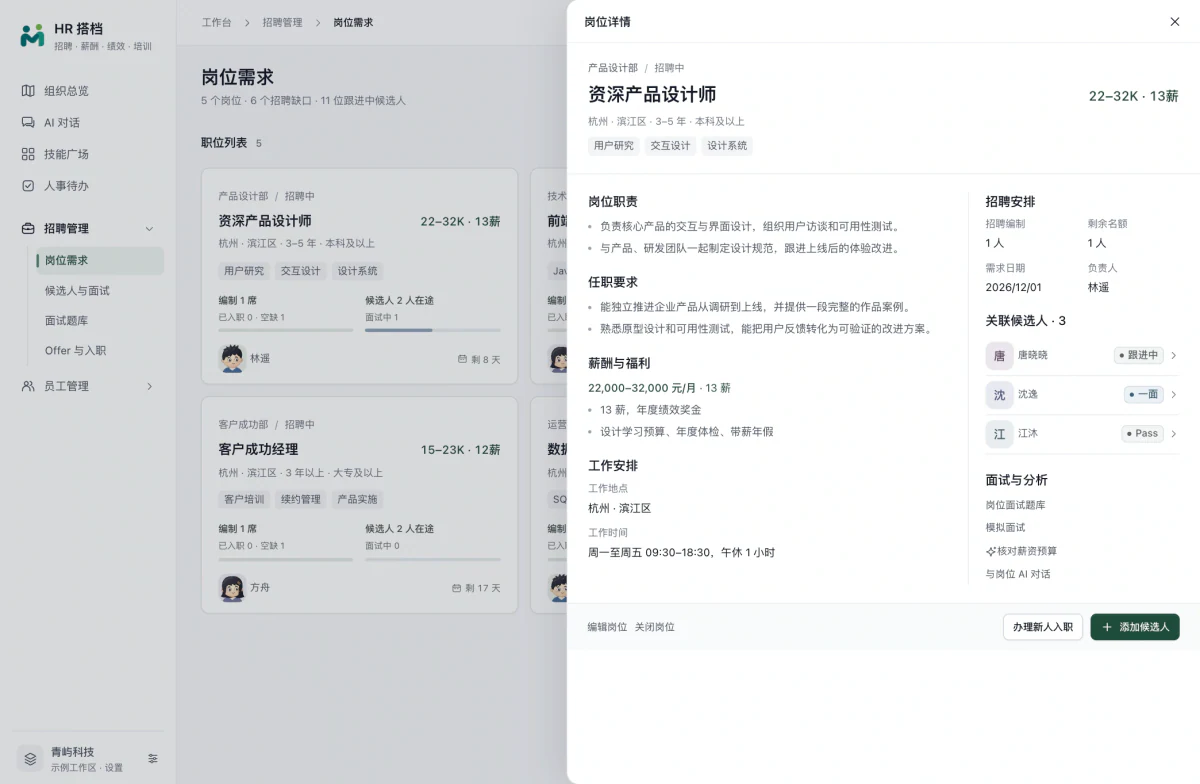 HR 搭档
招聘 · 薪酬 · 绩效 · 培训
组织总览
AI 对话
技能广场
人事待办
招聘管理
岗位需求
候选人与面试
面试题库
Offer 与入职
员工管理
青屿科技
示例工作区 · 设置
工作台 > 招聘管理 > 岗位需求
岗位需求
5 个岗位 · 6 个招聘缺口 · 11 位跟进中候选人
职位列表 5
产品设计部 / 招聘中
资深产品设计师 22–32K · 13薪
杭州 · 滨江区 · 3–5 年 · 本科及以上
用户研究 交互设计 设计系统
编制 1 席 候选人 2 人在途
已入职 0 · 空缺 1 面试中 1
林遥 剩 8 天
客户成功部 / 招聘中
客户成功经理 15–23K · 12薪
杭州 · 滨江区 · 3 年以上 · 大专及以上
客户培训 续约管理 产品实施
编制 1 席 候选人 2 人在途
已入职 0 · 空缺 1 面试中 0
方舟 剩 17 天
技术
前端
杭州
Jav
编制
已入
运营
数据
杭州
SQ
编制
已入
岗位详情
产品设计部 / 招聘中
资深产品设计师 22–32K · 13薪
杭州 · 滨江区 · 3–5 年 · 本科及以上
用户研究 交互设计 设计系统
岗位职责
• 负责核心产品的交互与界面设计，组织用户访谈和可用性测试。
• 与产品、研发团队一起制定设计规范，跟进上线后的体验改进。
任职要求
• 能独立推进企业产品从调研到上线，并提供一段完整的作品案例。
• 熟悉原型设计和可用性测试，能把用户反馈转化为可验证的改进方案。
薪酬与福利
22,000–32,000 元/月 · 13 薪
• 13 薪，年度绩效奖金
• 设计学习预算、年度体检、带薪年假
工作安排
工作地点
杭州 · 滨江区
工作时间
周一至周五 09:30–18:30，午休 1 小时
招聘安排
招聘编制 剩余名额
1 人 1 人
需求日期 负责人
2026/12/01 林遥
关联候选人 · 3
唐 唐晓晓 • 跟进中
沈 沈逸 • 一面
江 江沐 • Pass
面试与分析
岗位面试题库
模拟面试
核对薪资预算
与岗位 AI 对话
编辑岗位 关闭岗位 办理新人入职 + 添加候选人